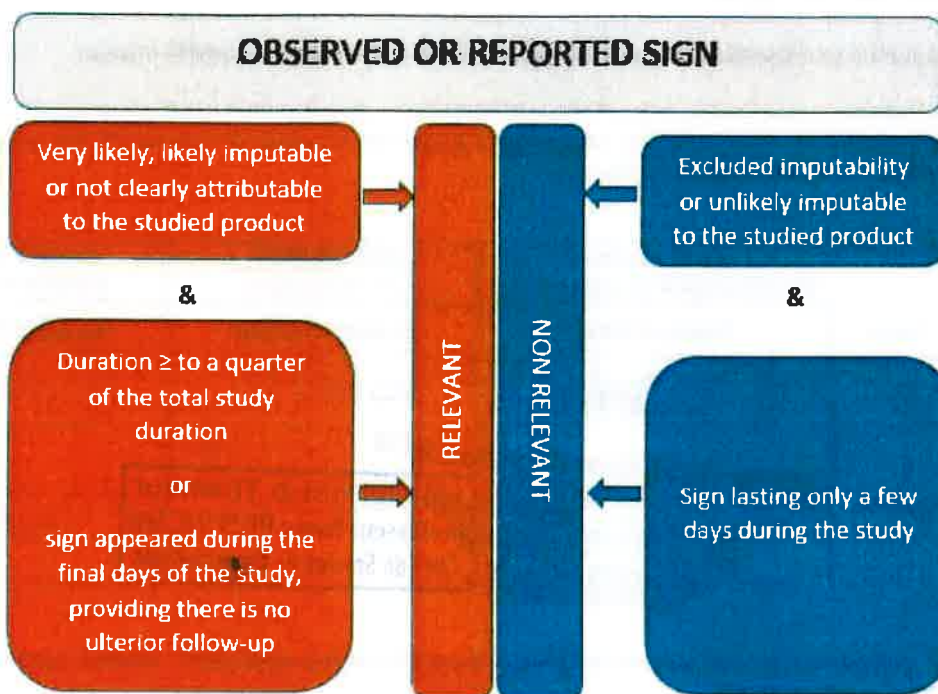 OBSERVED OR REPORTED SIGN
Very likely, likely imputable
or not clearly attributable
to the studied product
&
Duration ≥ to a quarter
of the total study
duration
or
sign appeared during the
final days of the study,
providing there is no
ulterior follow-up
RELEVANT
NON RELEVANT
Excluded imputability
or unlikely imputable
to the studied product
&
Sign lasting only a few
days during the study